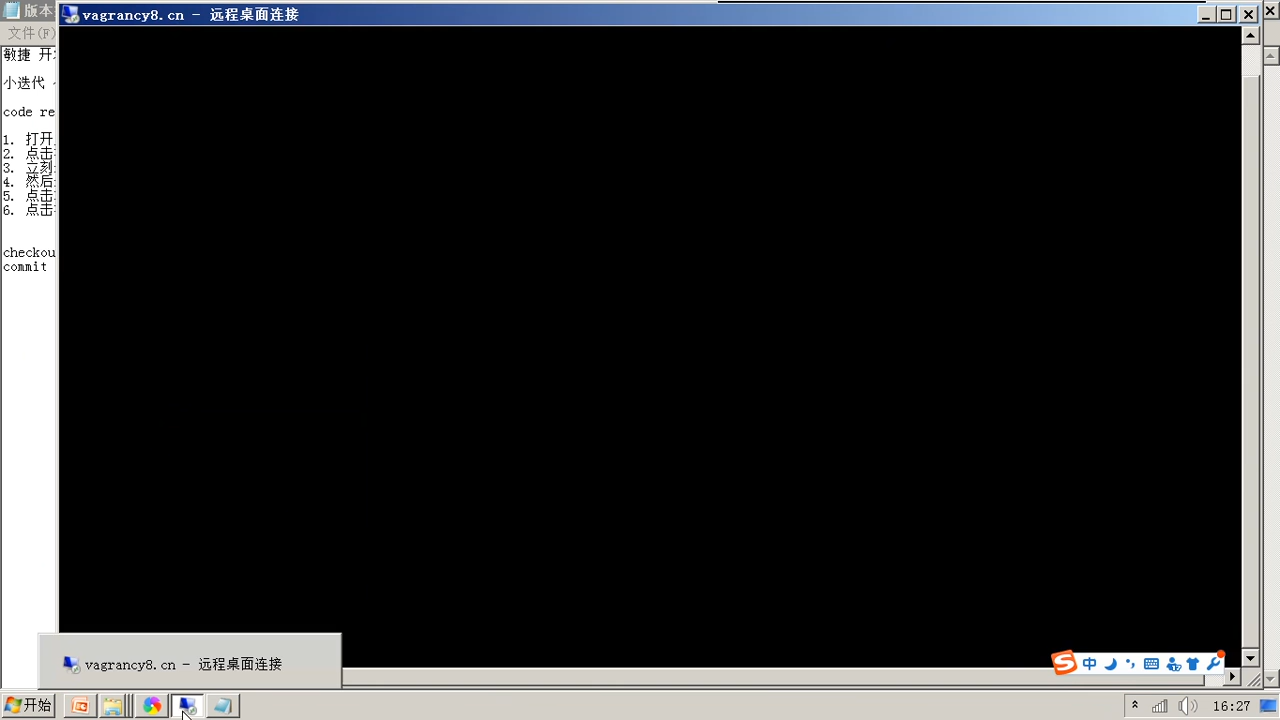 版本
vagrancy8.cn - 远程桌面连接
文件(F)
敏捷 开
小迭代
code re
1. 打开
2. 点击
3. 立刻
4. 然后
5. 点击
6. 点击
checkou
commit
vagrancy8.cn - 远程桌面连接
中
开始
16:27